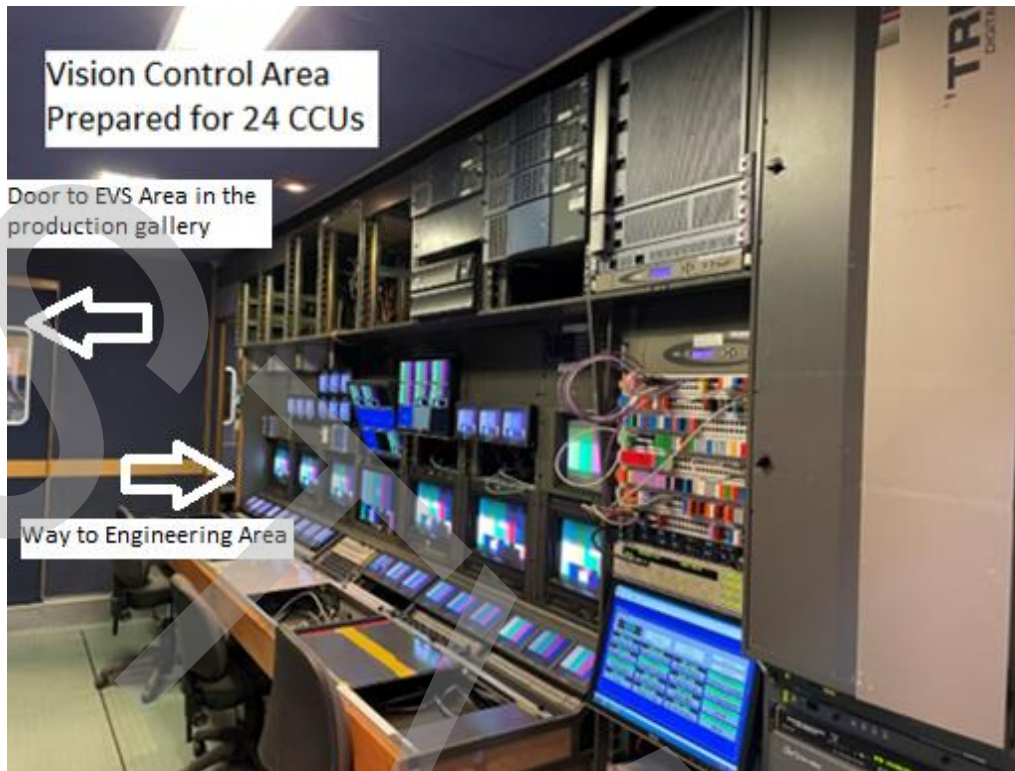 Vision Control Area
Prepared for 24 CCUs
Door to EVS Area in the
production gallery
Way to Engineering Area